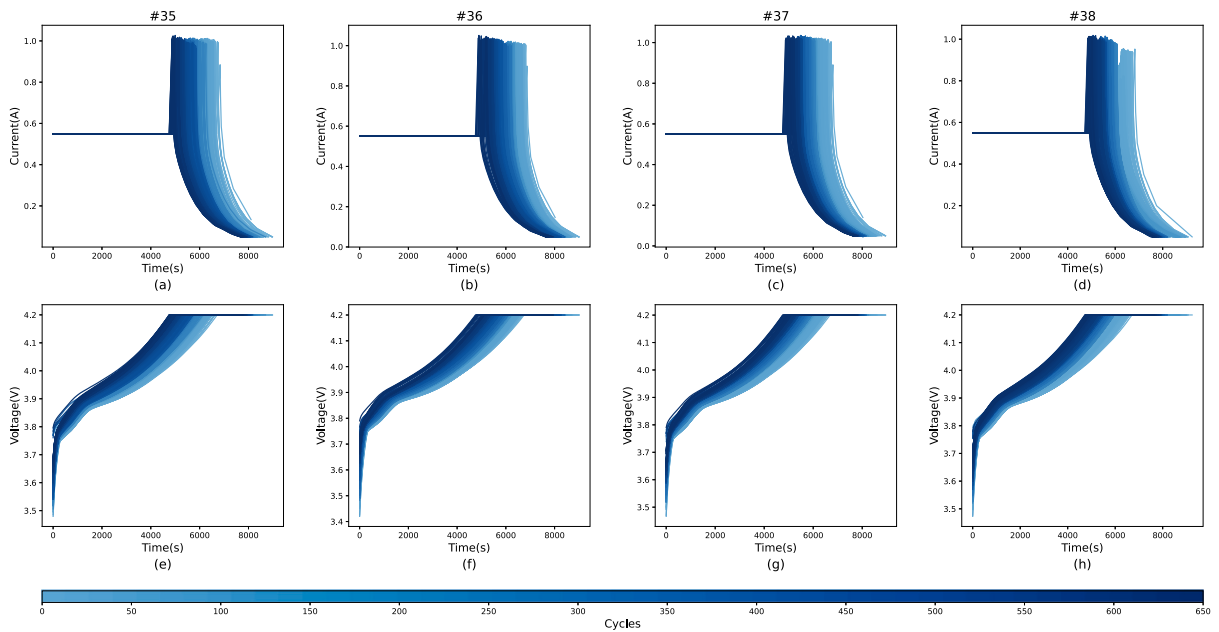 #35 #36 #37 #38
Current(A) 1.0 0.8 0.6 0.4 0.2 0 2000 4000 6000 8000 Time(s) (a)
Current(A) 1.0 0.8 0.6 0.4 0.2 0.0 0 2000 4000 6000 8000 Time(s) (b)
Current(A) 1.0 0.8 0.6 0.4 0.2 0.0 0 2000 4000 6000 8000 Time(s) (c)
Current(A) 1.0 0.8 0.6 0.4 0.2 0 2000 4000 6000 8000 Time(s) (d)
Voltage(V) 4.2 4.1 4.0 3.9 3.8 3.7 3.6 3.5 0 2000 4000 6000 8000 Time(s) (e)
Voltage(V) 4.2 4.1 4.0 3.9 3.8 3.7 3.6 3.5 3.4 0 2000 4000 6000 8000 Time(s) (f)
Voltage(V) 4.2 4.1 4.0 3.9 3.8 3.7 3.6 3.5 0 2000 4000 6000 8000 Time(s) (g)
Voltage(V) 4.2 4.1 4.0 3.9 3.8 3.7 3.6 3.5 0 2000 4000 6000 8000 Time(s) (h)
0 50 100 150 200 250 300 350 400 450 500 550 600 650
Cycles